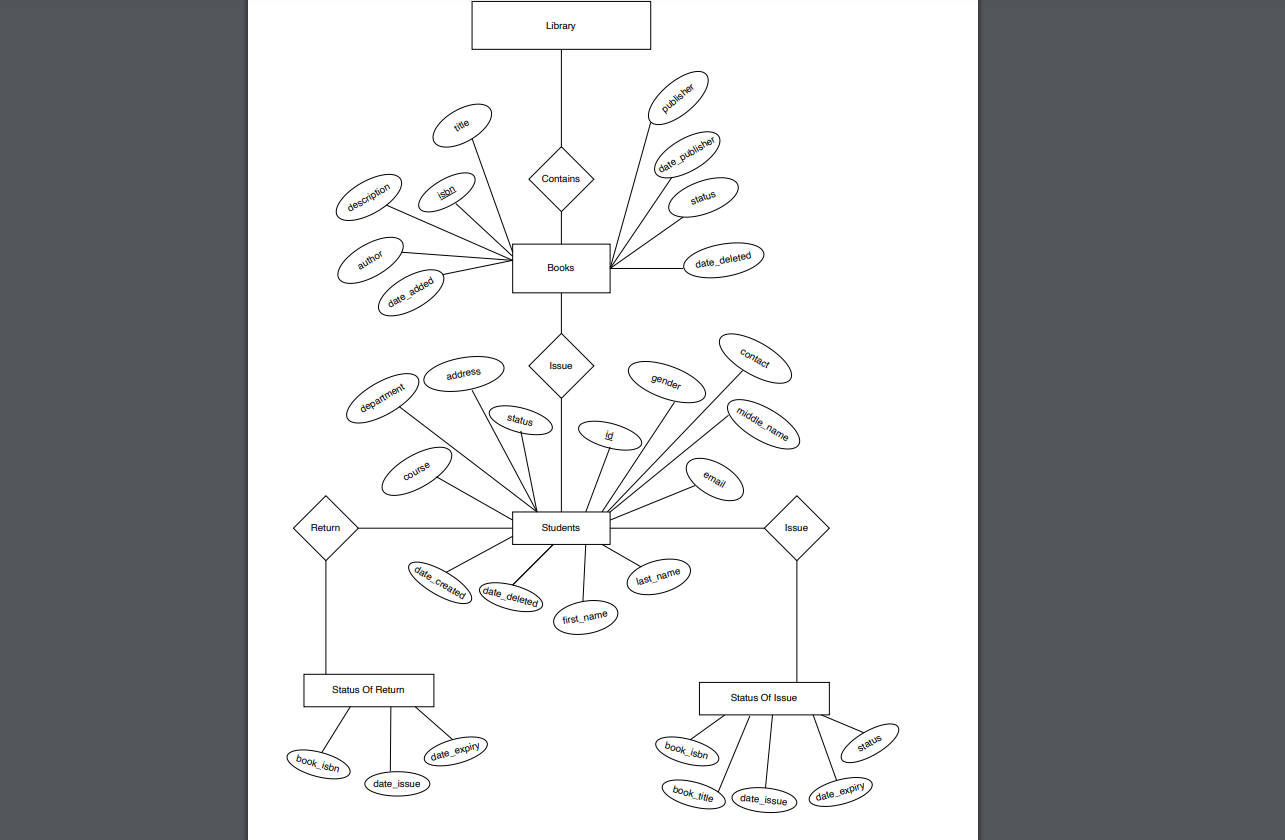 Library
publisher
title
date_publisher
Contains
isbn
description
status
author
date_deleted
Books
date_added
contact
Issue
address
gender
department
status
middle_name
id
course
email
Return
Students
Issue
date_created
date_deleted
last_name
first_name
Status Of Return
Status Of Issue
book_isbn
date_issue
date_expiry
book_isbn
book_title
date_issue
date_expiry
status